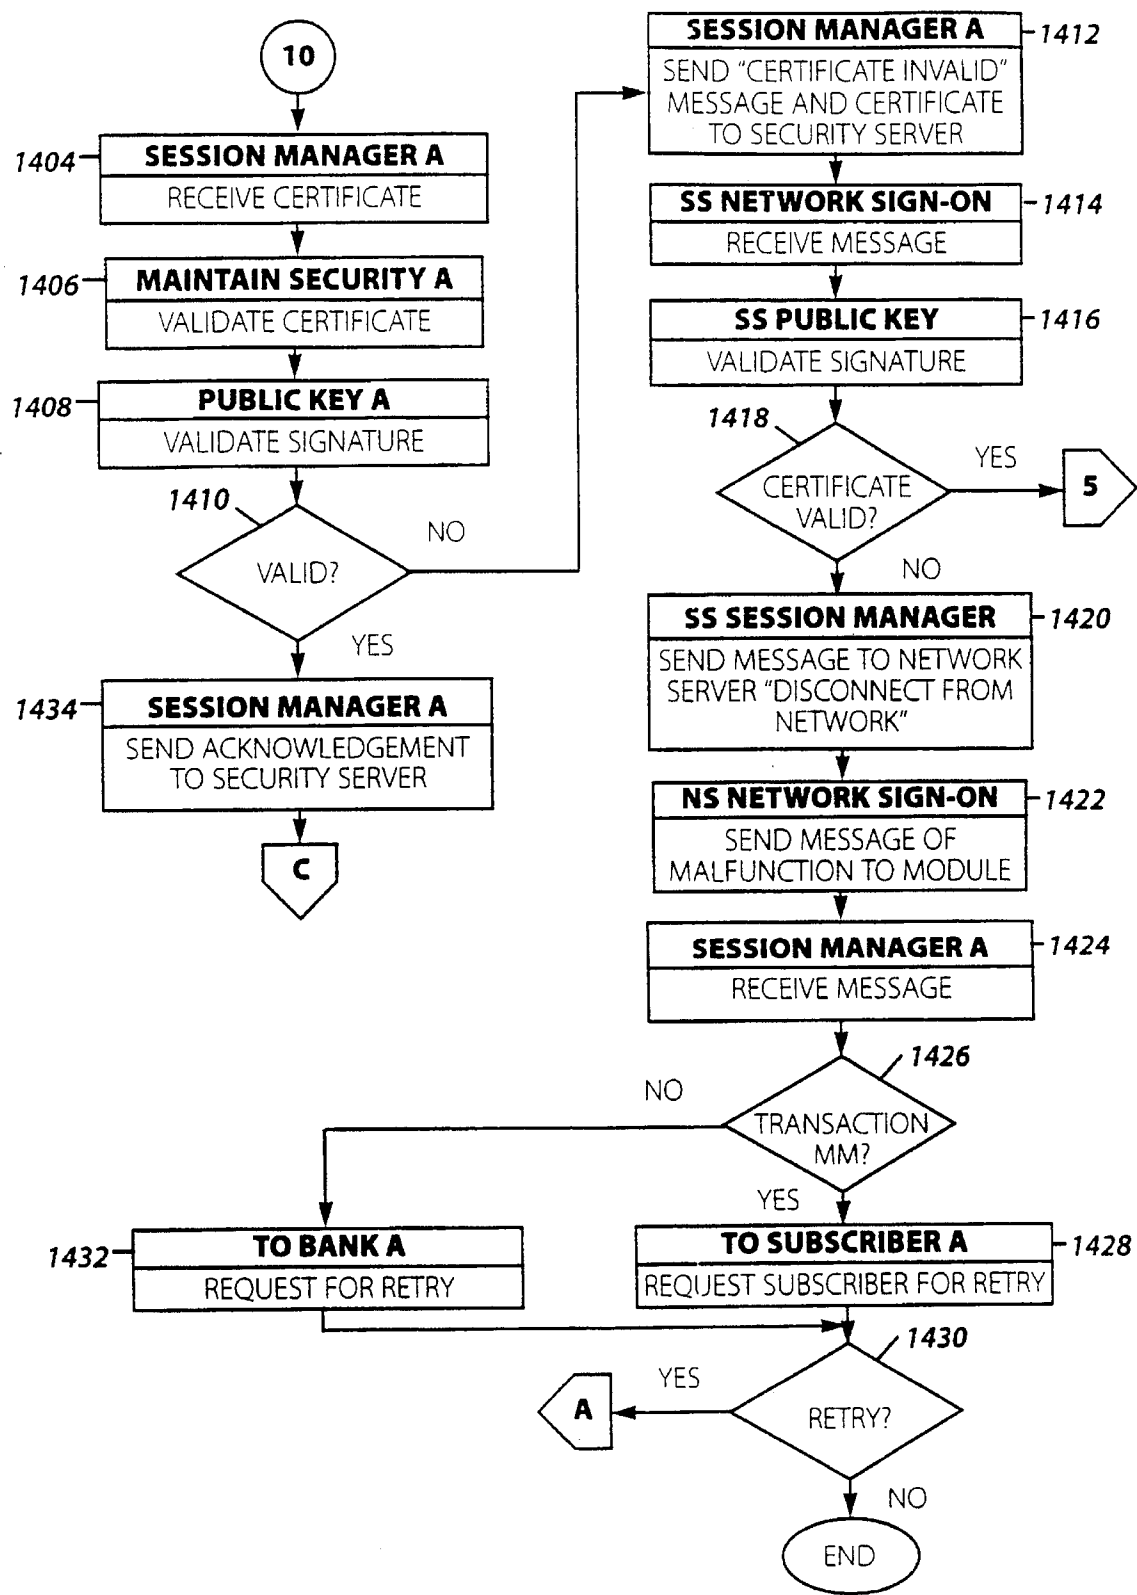 10
1404
SESSION MANAGER A
RECEIVE CERTIFICATE
1406
MAINTAIN SECURITY A
VALIDATE CERTIFICATE
1408
PUBLIC KEY A
VALIDATE SIGNATURE
1410
VALID?
NO
YES
1434
SESSION MANAGER A
SEND ACKNOWLEDGEMENT
TO SECURITY SERVER
C
SESSION MANAGER A
1412
SEND "CERTIFICATE INVALID"
MESSAGE AND CERTIFICATE
TO SECURITY SERVER
SS NETWORK SIGN-ON
1414
RECEIVE MESSAGE
SS PUBLIC KEY
1416
VALIDATE SIGNATURE
1418
CERTIFICATE
VALID?
YES
5
NO
SS SESSION MANAGER
1420
SEND MESSAGE TO NETWORK
SERVER "DISCONNECT FROM
NETWORK"
NS NETWORK SIGN-ON
1422
SEND MESSAGE OF
MALFUNCTION TO MODULE
SESSION MANAGER A
1424
RECEIVE MESSAGE
1426
TRANSACTION
MM?
NO
YES
1432
TO BANK A
REQUEST FOR RETRY
TO SUBSCRIBER A
1428
REQUEST SUBSCRIBER FOR RETRY
1430
RETRY?
YES
A
NO
END